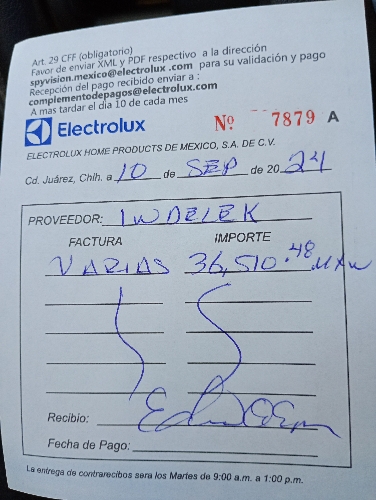 Art. 29 CFF (obligatorio)
Favor de enviar XML y PDF respectivo a la dirección
spyvision.mexico@electrolux .com para su validación y pago
Recepción del pago recibido enviar a :
complementodepagos@electrolux.com
A mas tardar el dia 10 de cada mes
Electrolux
Nº 7879 A
ELECTROLUX HOME PRODUCTS DE MEXICO, S.A. DE C.V.
Cd. Juárez, Chih. a 10 de SEP de 2024
PROVEEDOR: INDELEK
FACTURA IMPORTE
VARIAS 36,510.48 MXN
Recibio:
Fecha de Pago:
La entrega de contrarecibos sera los Martes de 9:00 a.m. a 1:00 p.m.